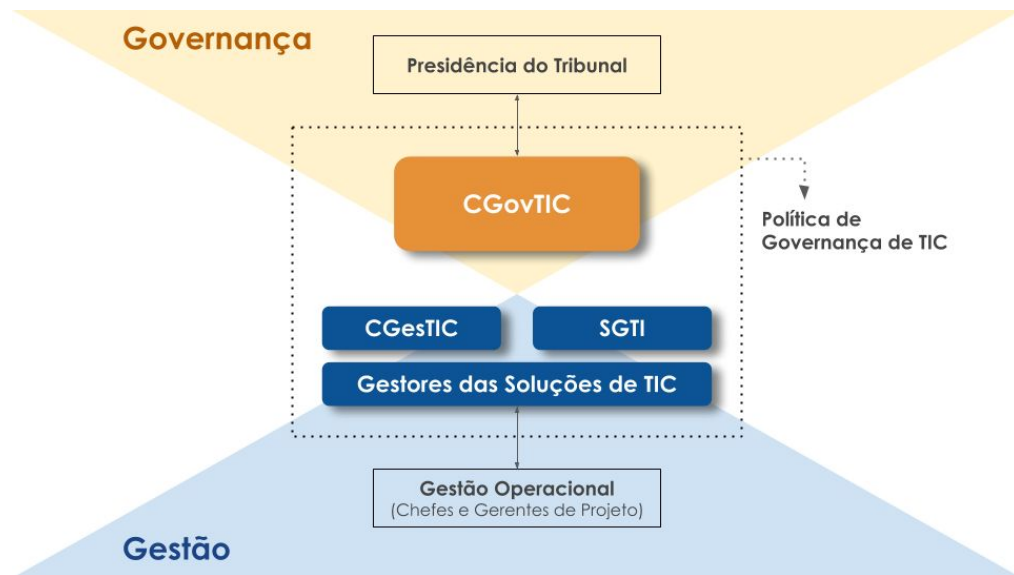 Governança
Presidência do Tribunal
CGovTIC
Política de
Governança de TIC
CGesTIC
SGTI
Gestores das Soluções de TIC
Gestão Operacional
(Chefes e Gerentes de Projeto)
Gestão